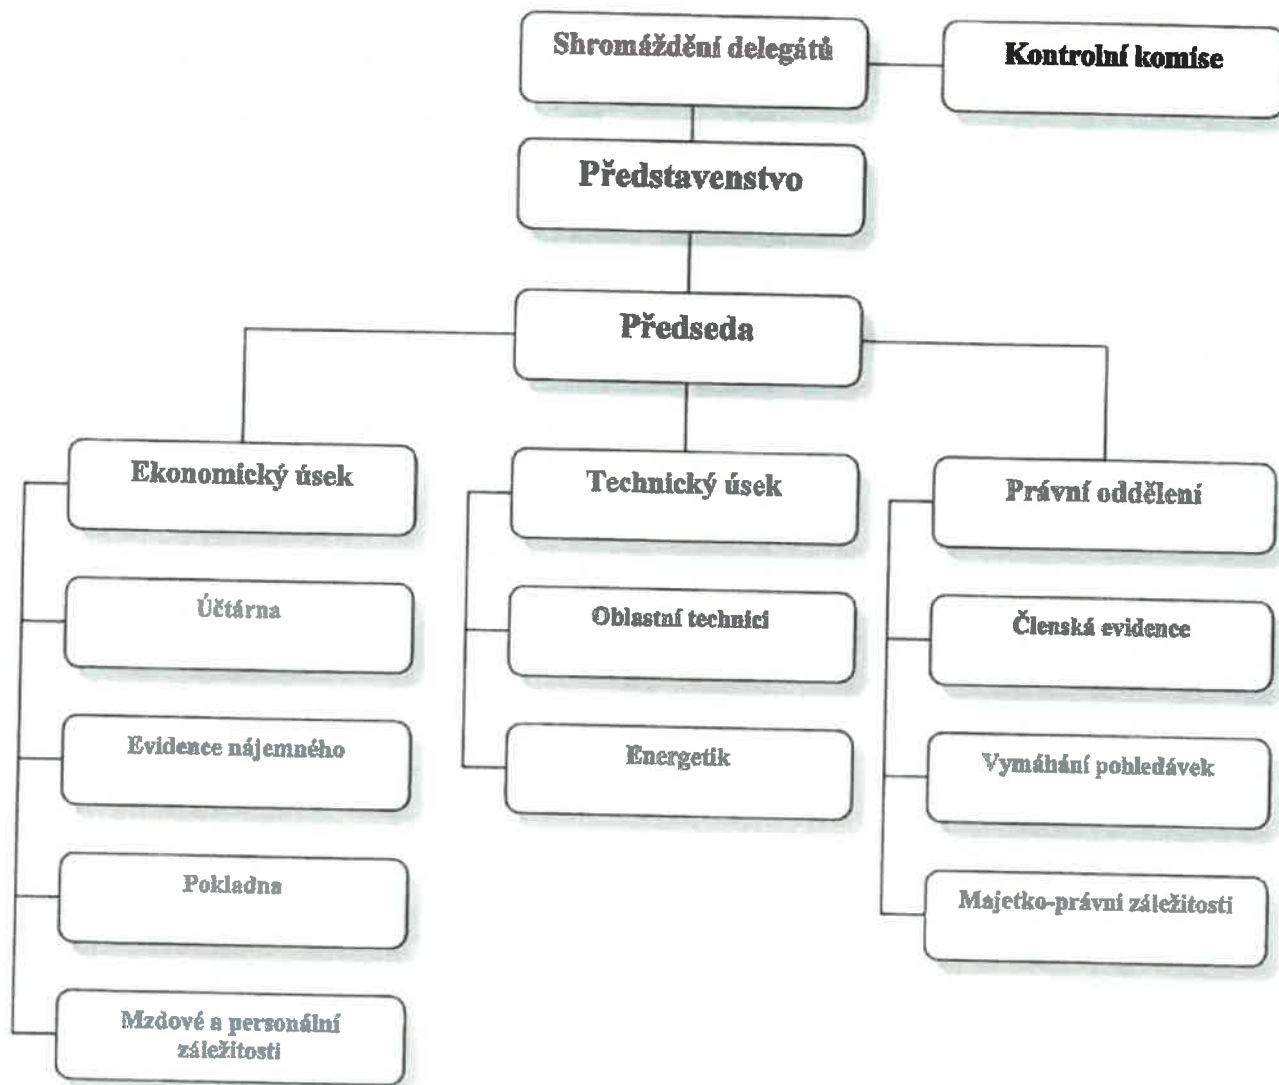 Shromáždění delegátů
Kontrolní komise
Představenstvo
Předseda
Ekonomický úsek
Technický úsek
Právní oddělení
Účtárna
Oblastní technici
Členská evidence
Evidence nájemného
Energetik
Vymáhání pohledávek
Pokladna
Majetko-právní záležitosti
Mzdové a personální
záležitosti